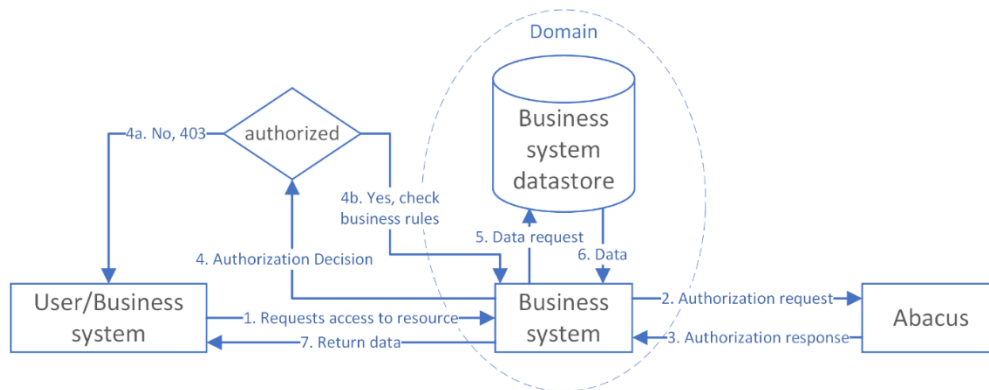 Domain
4a. No, 403
authorized
Business
system
datastore
4b. Yes, check
business rules
5. Data request
6. Data
4. Authorization Decision
User/Business
system
1. Requests access to resource
7. Return data
Business
system
2. Authorization request
3. Authorization response
Abacus